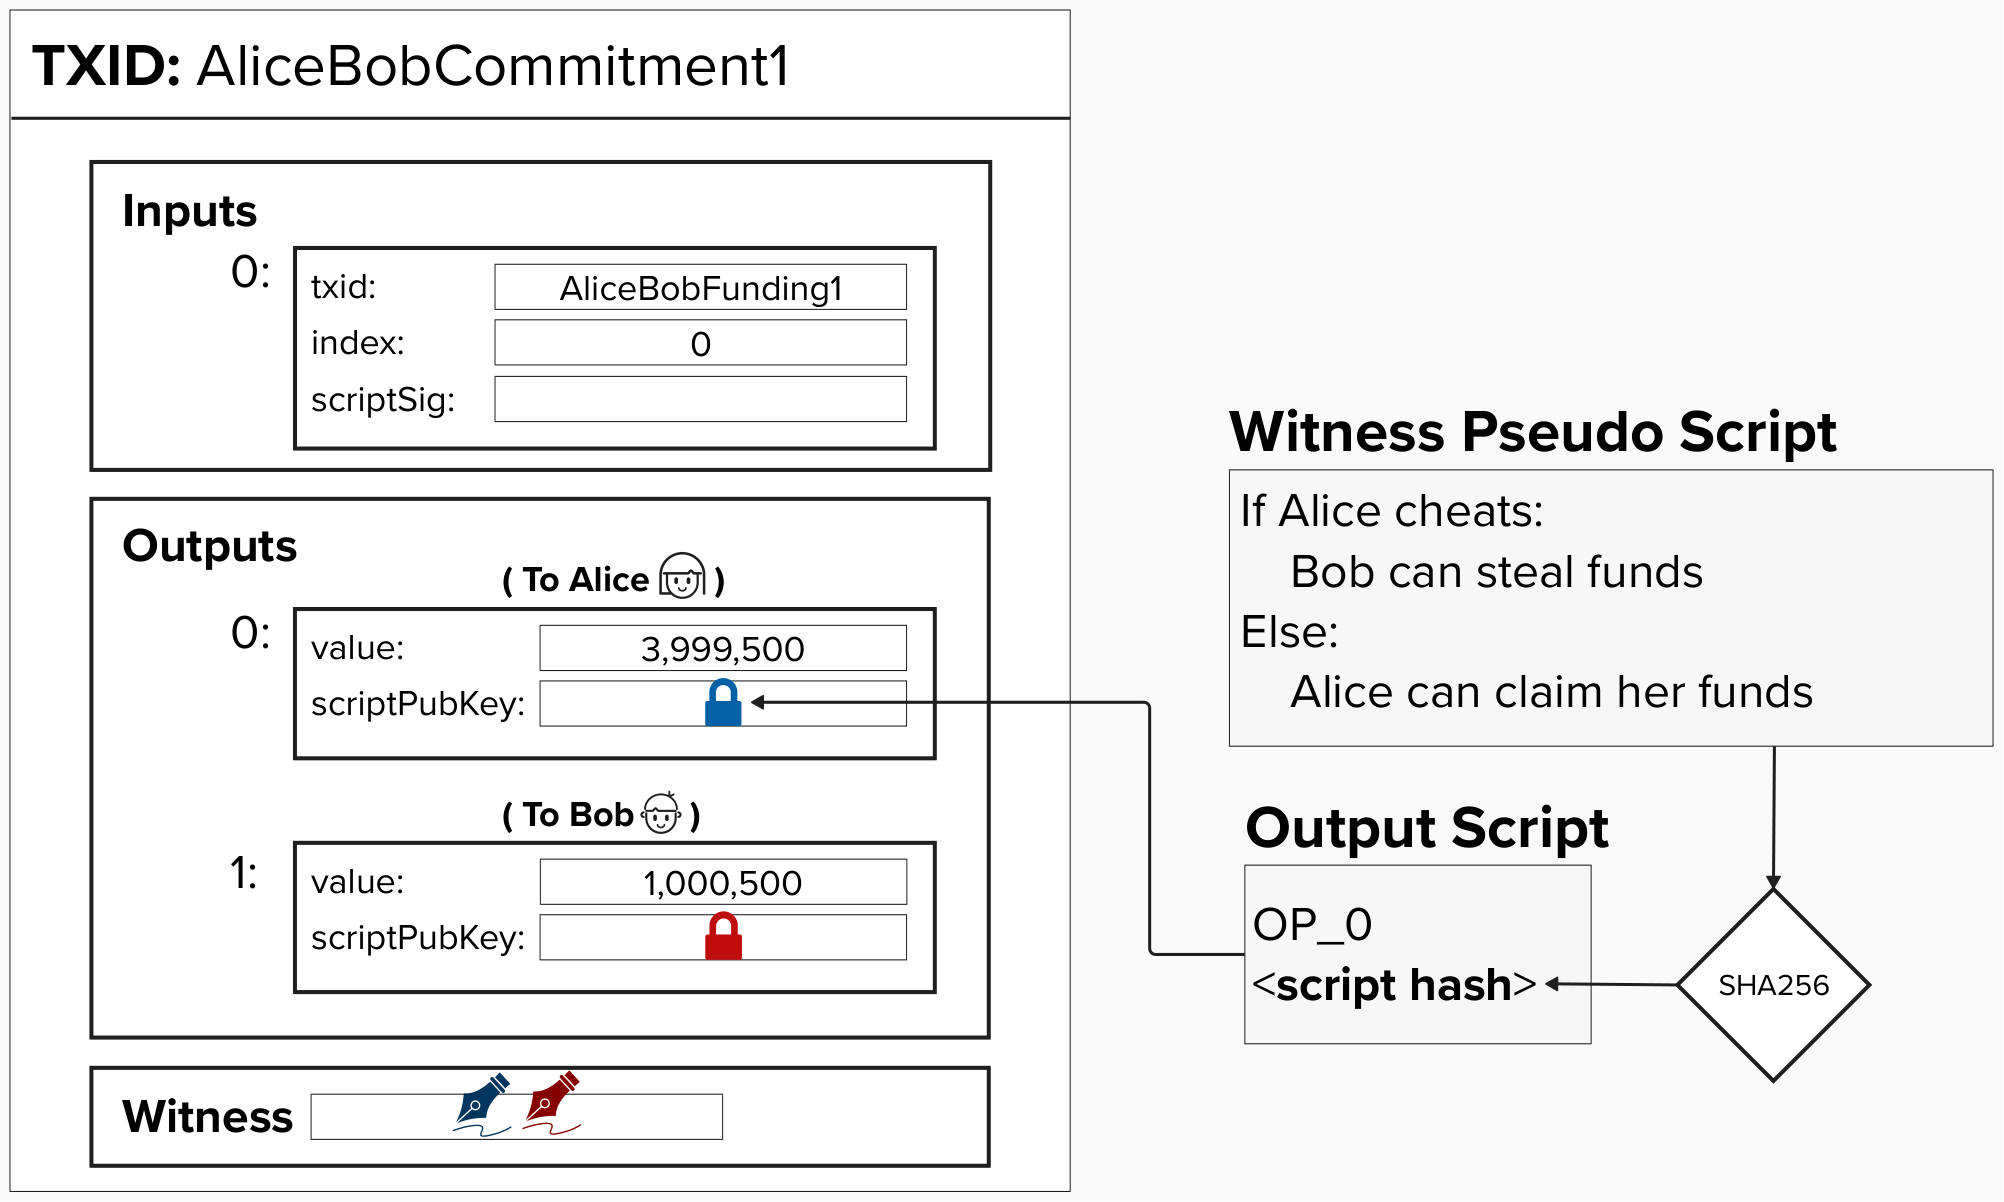 TXID: AliceBobCommitment1
Inputs
0:
txid: AliceBobFunding1
index: 0
scriptSig:
Outputs
( To Alice )
0:
value: 3,999,500
scriptPubKey:
( To Bob )
1:
value: 1,000,500
scriptPubKey:
Witness
Witness Pseudo Script
If Alice cheats:
Bob can steal funds
Else:
Alice can claim her funds
Output Script
OP_0
<script hash>
SHA256